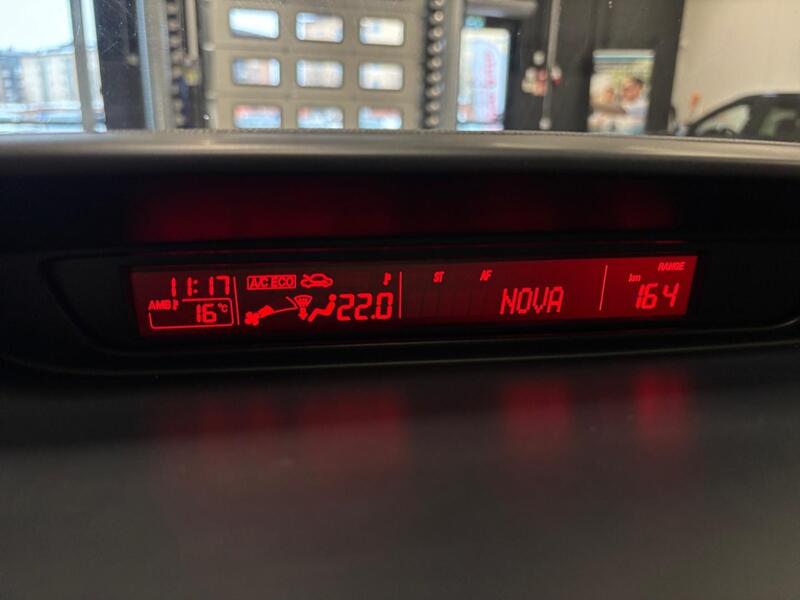 11:17 A/C ECO ST AF RANGE
AMB 16 °C 22.0 NOVA km 164